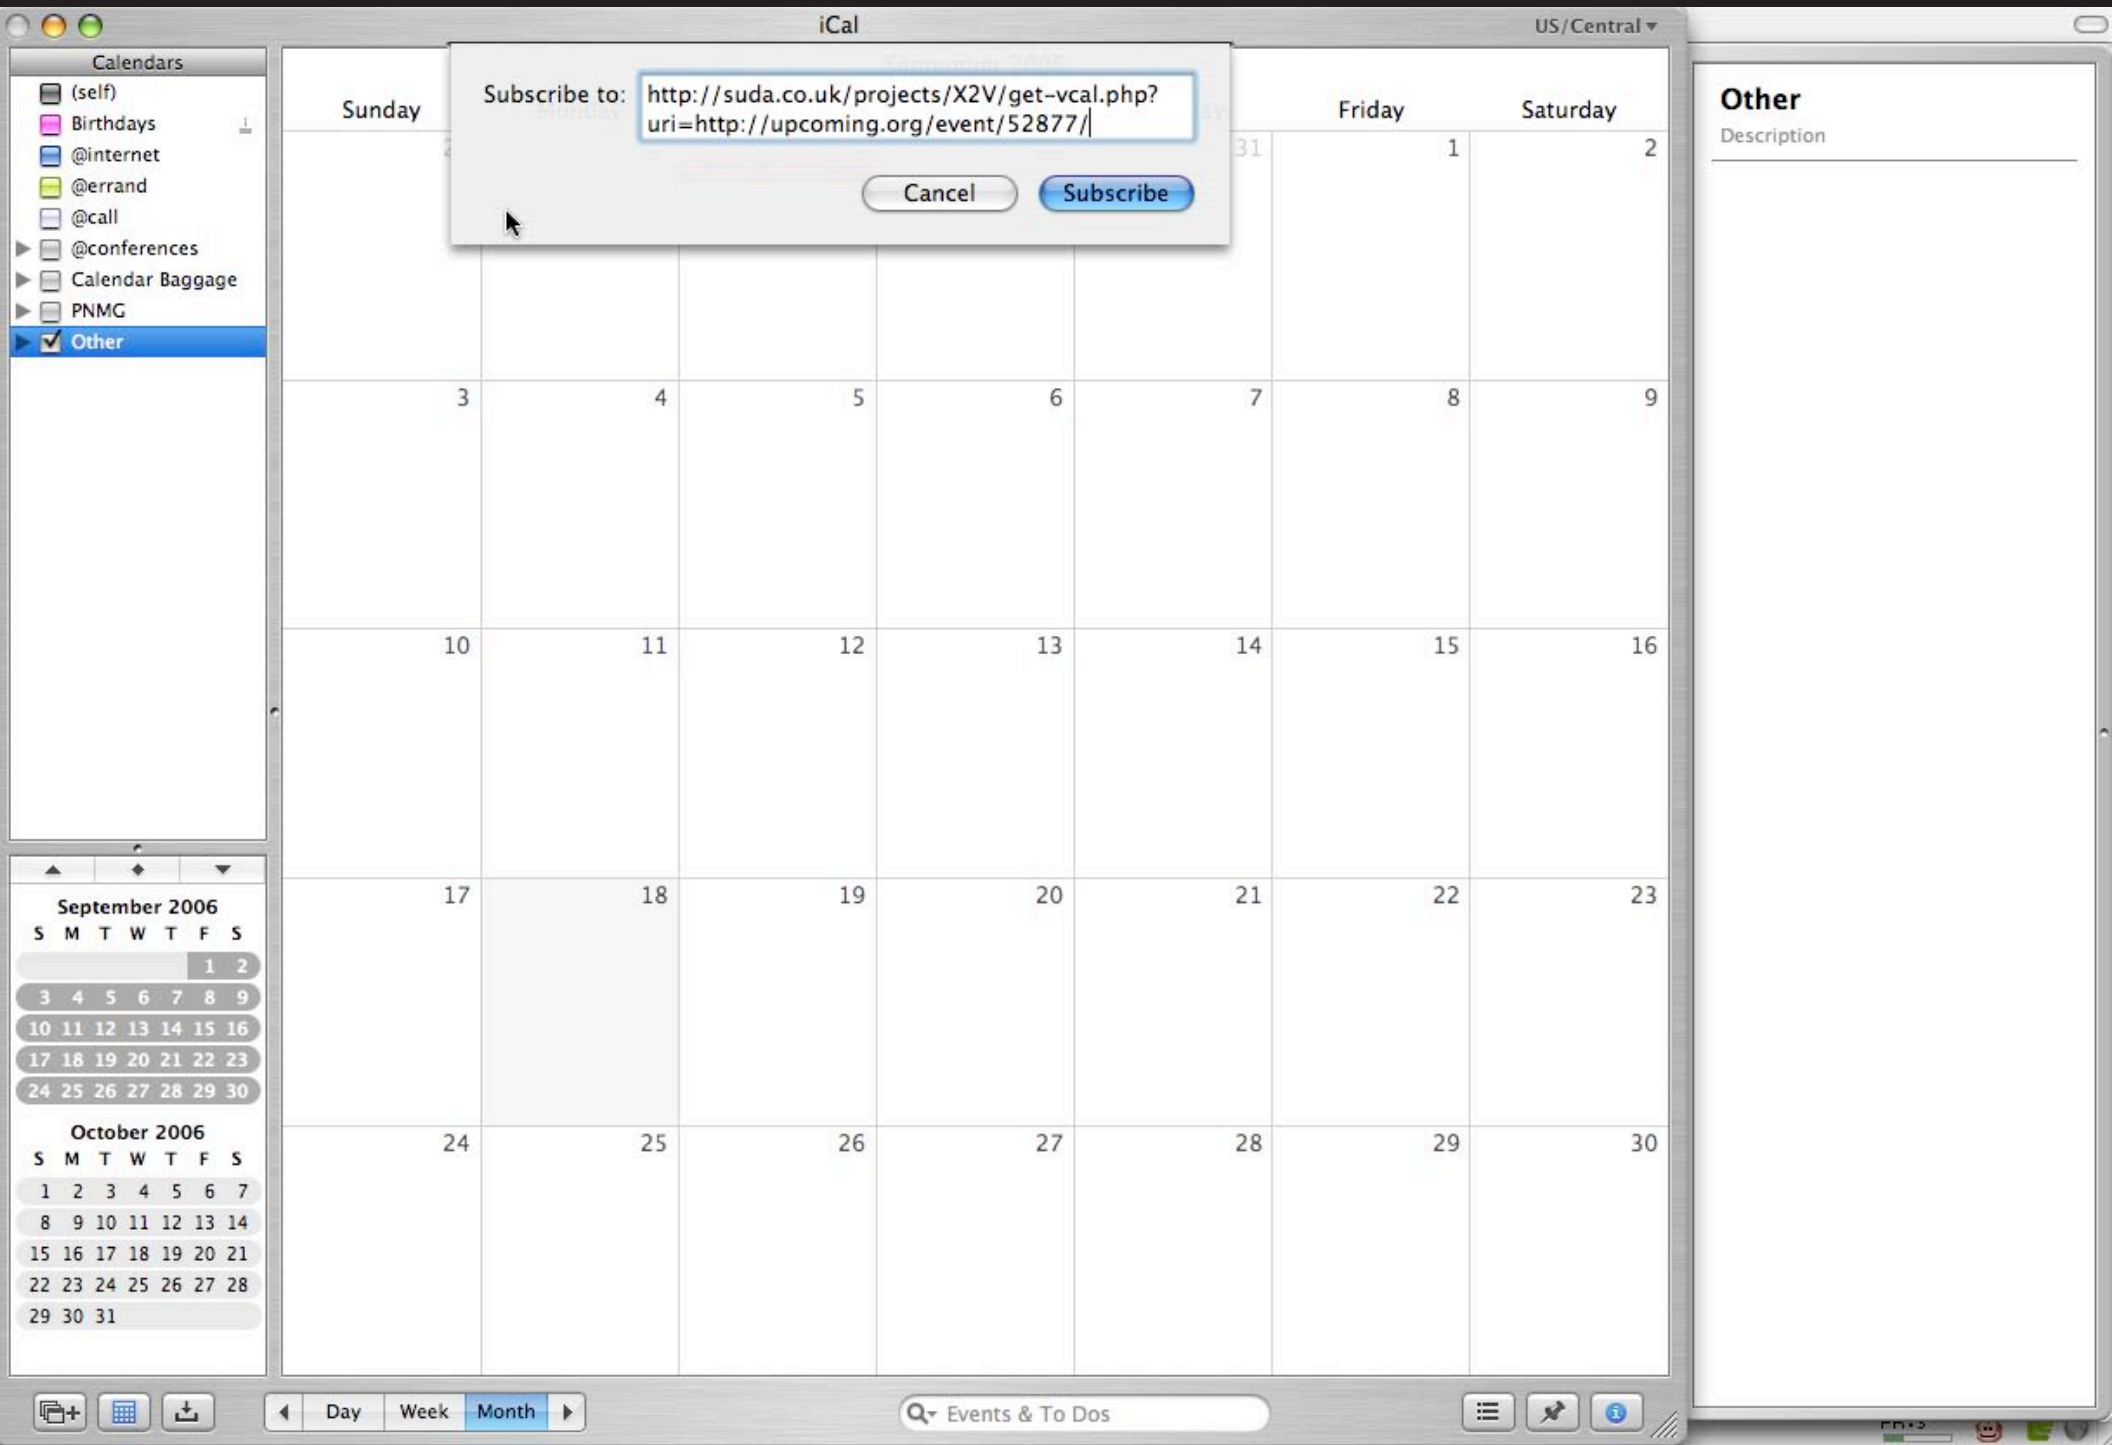 iCal
US/Central
Calendars
(self)
Birthdays
@internet
@errand
@call
@conferences
Calendar Baggage
PNMG
Other
Subscribe to: http://suda.co.uk/projects/X2V/get-vcal.php?
uri=http://upcoming.org/event/52877/
Cancel Subscribe
September 2006
Sunday Monday Friday Saturday
31 1 2
3 4 5 6 7 8 9
10 11 12 13 14 15 16
17 18 19 20 21 22 23
24 25 26 27 28 29 30
September 2006
S M T W T F S
1 2
3 4 5 6 7 8 9
10 11 12 13 14 15 16
17 18 19 20 21 22 23
24 25 26 27 28 29 30
October 2006
S M T W T F S
1 2 3 4 5 6 7
8 9 10 11 12 13 14
15 16 17 18 19 20 21
22 23 24 25 26 27 28
29 30 31
Day Week Month
Events & To Dos
Other
Description